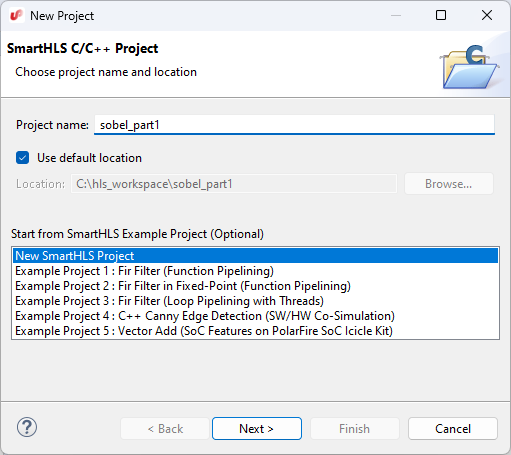 New Project
SmartHLS C/C++ Project
Choose project name and location
Project name: sobel_part1
Use default location
Location: C:\hls_workspace\sobel_part1 Browse...
Start from SmartHLS Example Project (Optional)
New SmartHLS Project
Example Project 1 : Fir Filter (Function Pipelining)
Example Project 2 : Fir Filter in Fixed-Point (Function Pipelining)
Example Project 3 : Fir Filter (Loop Pipelining with Threads)
Example Project 4 : C++ Canny Edge Detection (SW/HW Co-Simulation)
Example Project 5 : Vector Add (SoC Features on PolarFire SoC Icicle Kit)
? < Back Next > Finish Cancel